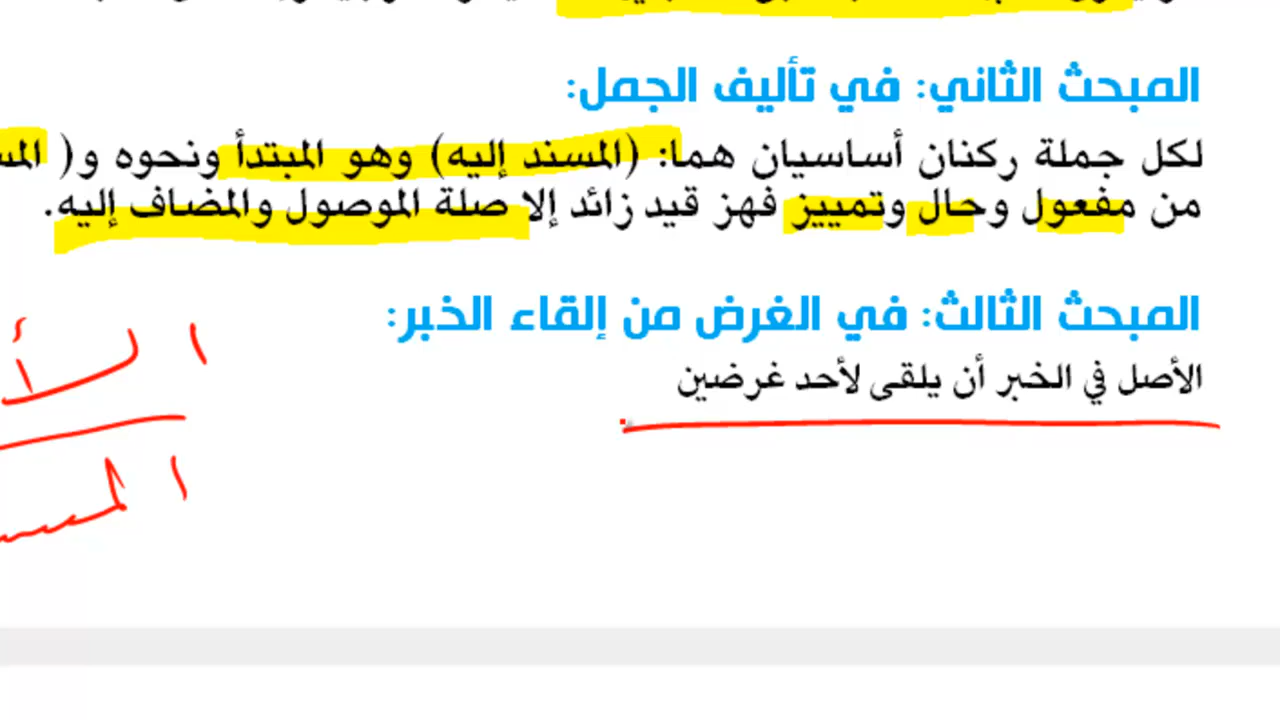 المبحث الثاني: في تأليف الجمل:
لكل جملة ركنان أساسيان هما: (المسند إليه) وهو المبتدأ ونحوه و(
من مفعول وحال وتمييز فهز قيد زائد إلا صلة الموصول والمضاف إليه.
المبحث الثالث: في الغرض من إلقاء الخبر:
الأصل في الخبر أن يلقى لأحد غرضين